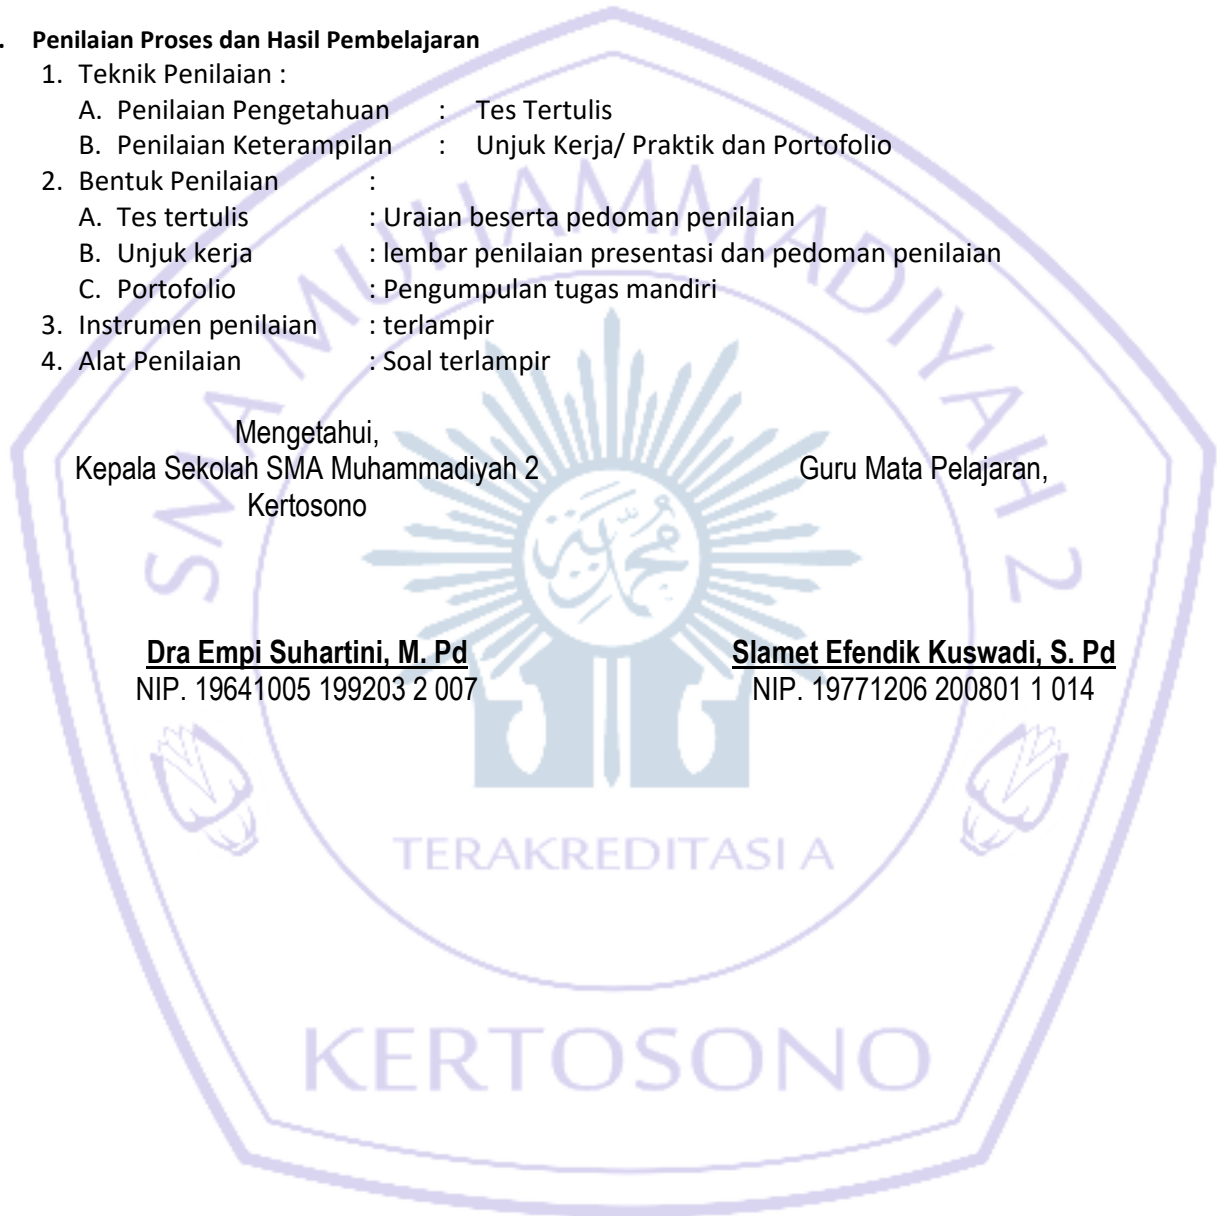 . Penilaian Proses dan Hasil Pembelajaran
1. Teknik Penilaian :
A. Penilaian Pengetahuan : Tes Tertulis
B. Penilaian Keterampilan : Unjuk Kerja/ Praktik dan Portofolio
2. Bentuk Penilaian :
A. Tes tertulis : Uraian beserta pedoman penilaian
B. Unjuk kerja : lembar penilaian presentasi dan pedoman penilaian
C. Portofolio : Pengumpulan tugas mandiri
3. Instrumen penilaian : terlampir
4. Alat Penilaian : Soal terlampir
Mengetahui,
Kepala Sekolah SMA Muhammadiyah 2 Guru Mata Pelajaran,
Kertosono
Dra Empi Suhartini, M. Pd Slamet Efendik Kuswadi, S. Pd
NIP. 19641005 199203 2 007 NIP. 19771206 200801 1 014
SMA MUHAMMADIYAH 2
محمدية
TERAKREDITASI A
KERTOSONO